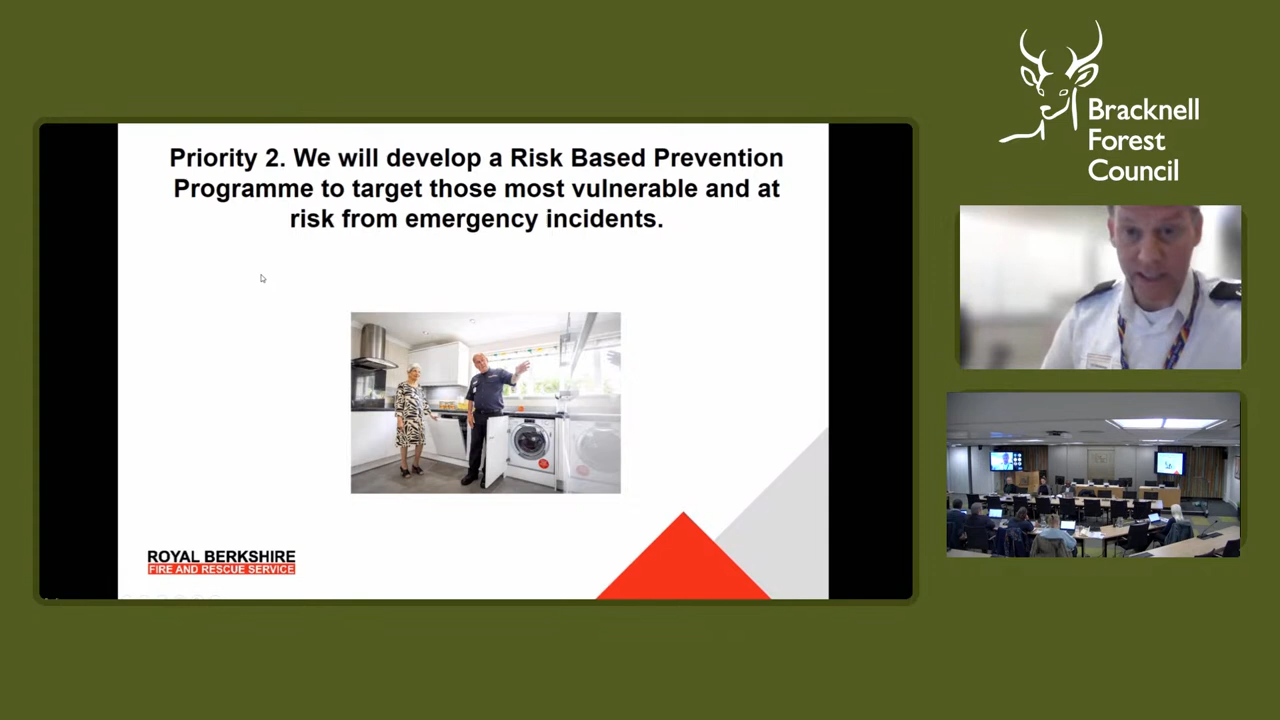 Priority 2. We will develop a Risk Based Prevention
Programme to target those most vulnerable and at
risk from emergency incidents.
ROYAL BERKSHIRE
FIRE AND RESCUE SERVICE
Bracknell
Forest
Council